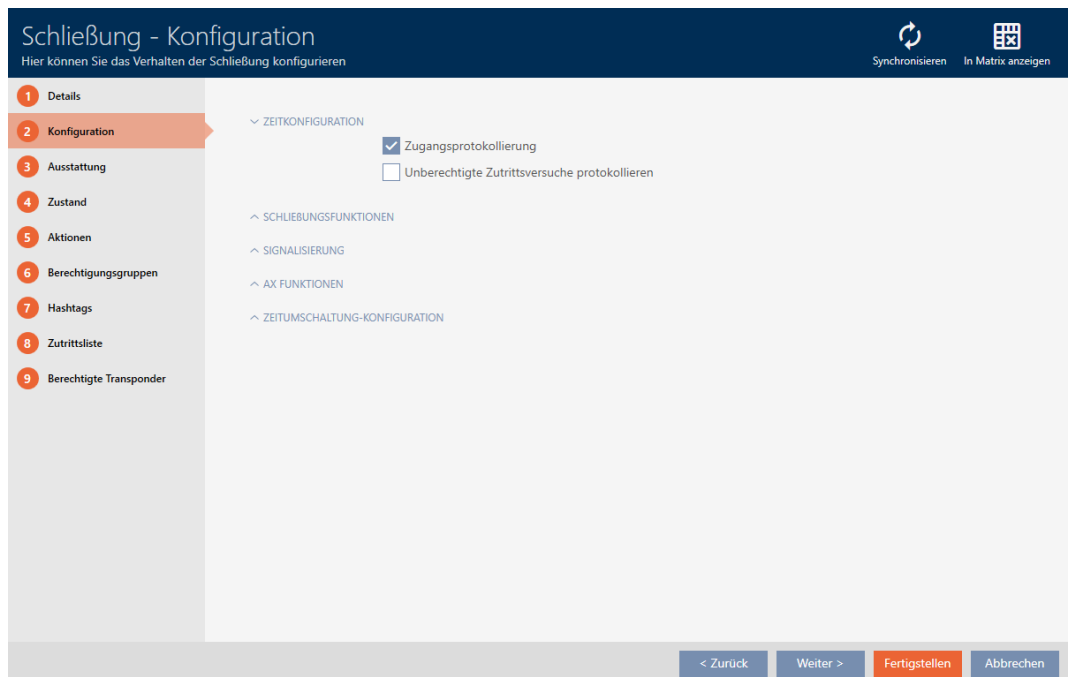 Schließung - Konfiguration
Hier können Sie das Verhalten der Schließung konfigurieren
Synchronisieren
In Matrix anzeigen
1 Details
2 Konfiguration
3 Ausstattung
4 Zustand
5 Aktionen
6 Berechtigungsgruppen
7 Hashtags
8 Zutrittsliste
9 Berechtigte Transponder
ZEITKONFIGURATION
Zugangsprotokollierung
Unberechtigte Zutrittsversuche protokollieren
SCHLIEßUNGSFUNKTIONEN
SIGNALISIERUNG
AX FUNKTIONEN
ZEITUMSCHALTUNG-KONFIGURATION
< Zurück
Weiter >
Fertigstellen
Abbrechen